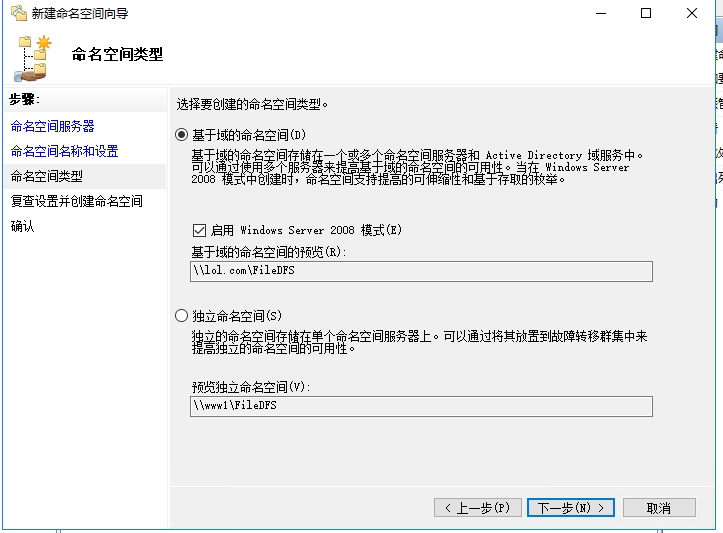 新建命名空间向导
命名空间类型
步骤:
命名空间服务器
命名空间名称和设置
命名空间类型
复查设置并创建命名空间
确认
选择要创建的命名空间类型。
基于域的命名空间(D)
基于域的命名空间存储在一个或多个命名空间服务器和 Active Directory 域服务中。
可以通过使用多个服务器来提高基于域的命名空间的可用性。当在 Windows Server
2008 模式中创建时，命名空间支持提高的可伸缩性和基于存取的枚举。
启用 Windows Server 2008 模式(E)
基于域的命名空间的预览(R):
\\lol.com\FileDFS
独立命名空间(S)
独立的命名空间存储在单个命名空间服务器上。可以通过将其放置到故障转移群集中来
提高独立的命名空间的可用性。
预览独立命名空间(V):
\\www1\FileDFS
< 上一步(P)
下一步(N) >
取消